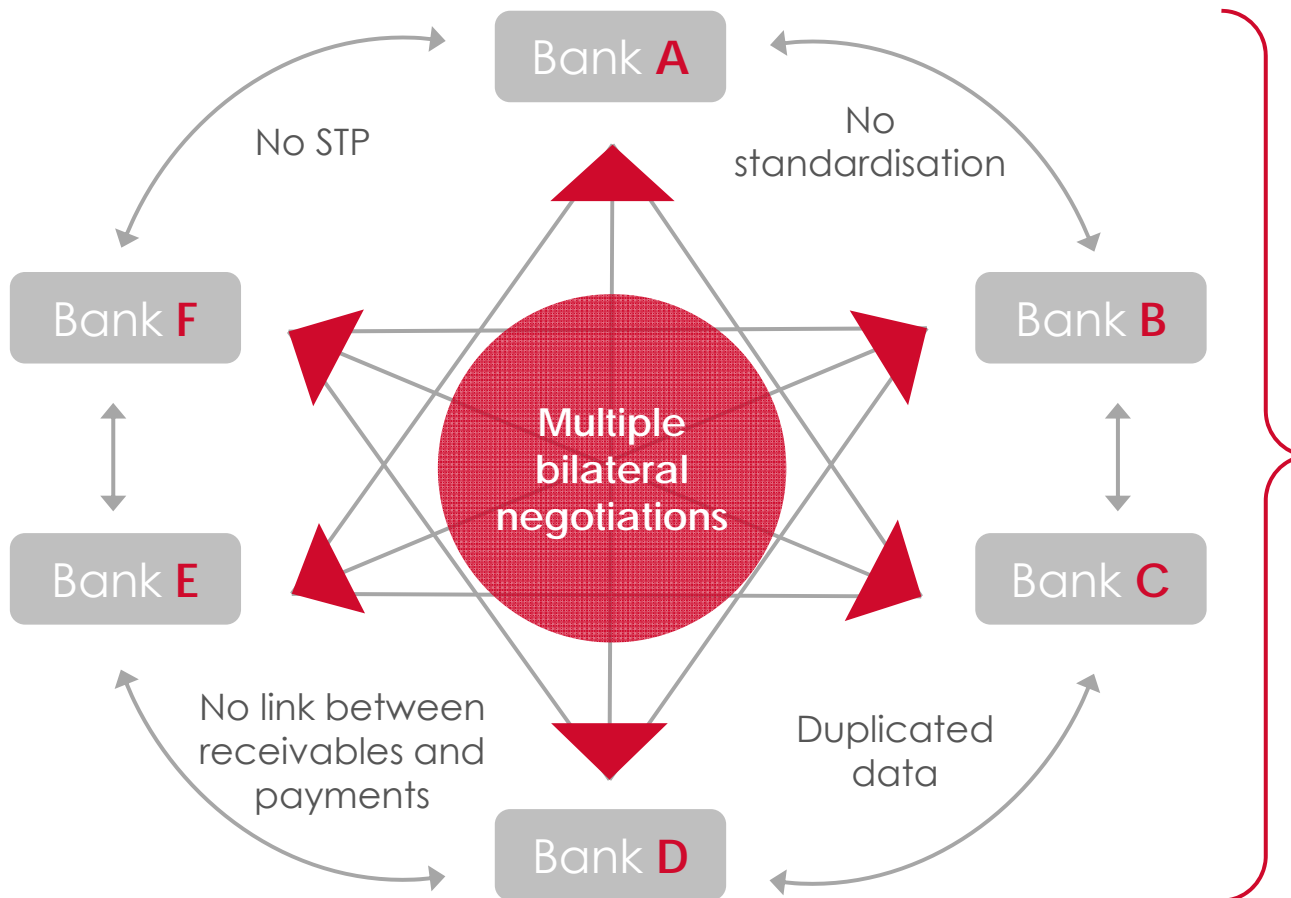 Bank A
No STP
No
standardisation
Bank F
Bank B
Multiple
bilateral
negotiations
Bank E
Bank C
No link between
receivables and
payments
Duplicated
data
Bank D